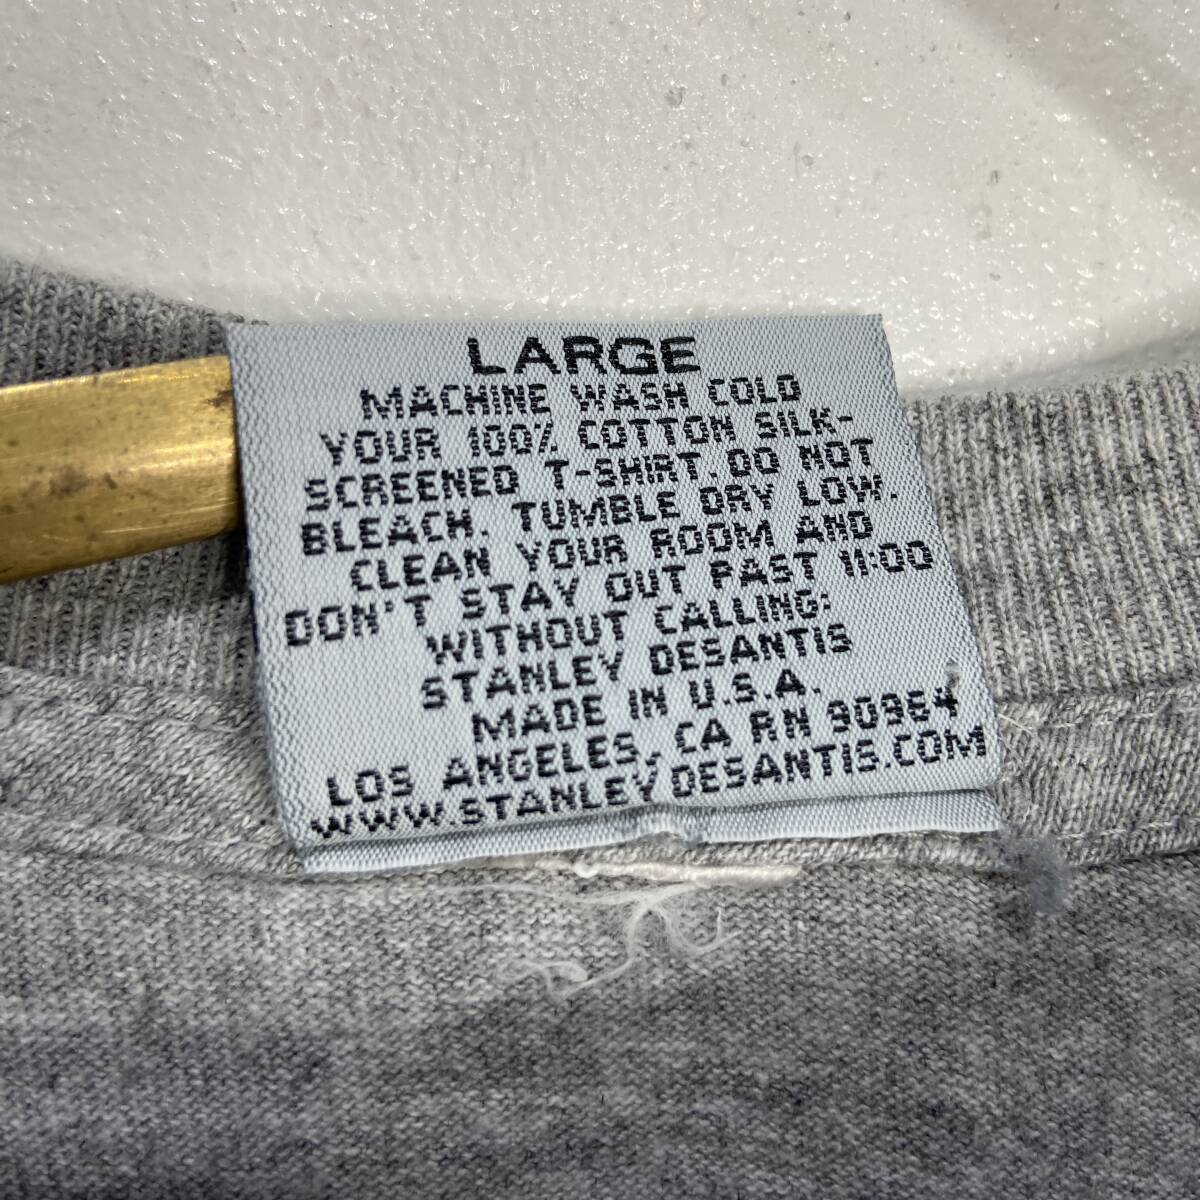 LARGE
MACHINE WASH COLD
YOUR 100% COTTON SILK-
SCREENED T-SHIRT. DO NOT
BLEACH. TUMBLE DRY LOW.
CLEAN YOUR ROOM AND
DON'T STAY OUT PAST 11:00
WITHOUT CALLING:
STANLEY DESANTIS
MADE IN U.S.A.
LOS ANGELES, CA RN 90964
WWW.STANLEYDESANTIS.COM